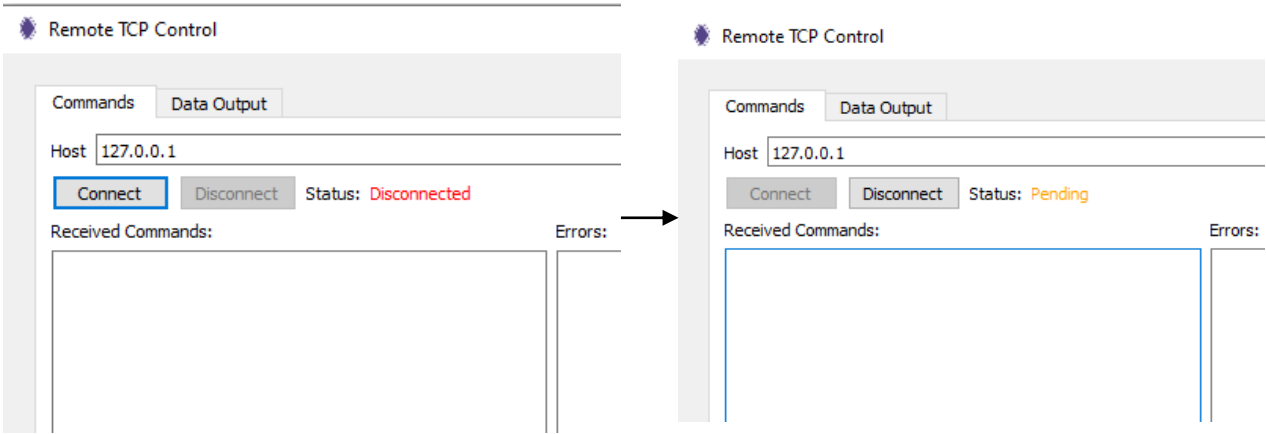 Remote TCP Control
Commands Data Output
Host 127.0.0.1
Connect Disconnect Status: Disconnected
Received Commands: Errors:
Remote TCP Control
Commands Data Output
Host 127.0.0.1
Connect Disconnect Status: Pending
Received Commands: Errors: